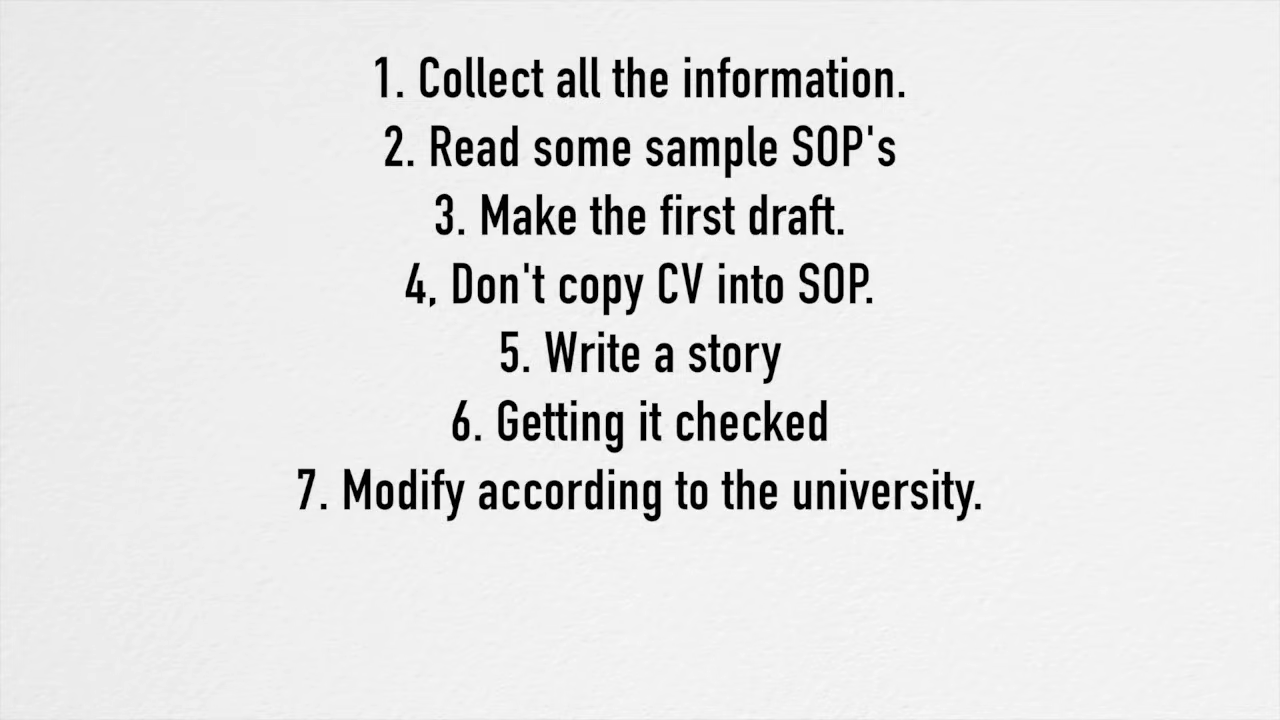 1. Collect all the information.
2. Read some sample SOP's
3. Make the first draft.
4, Don't copy CV into SOP.
5. Write a story
6. Getting it checked
7. Modify according to the university.